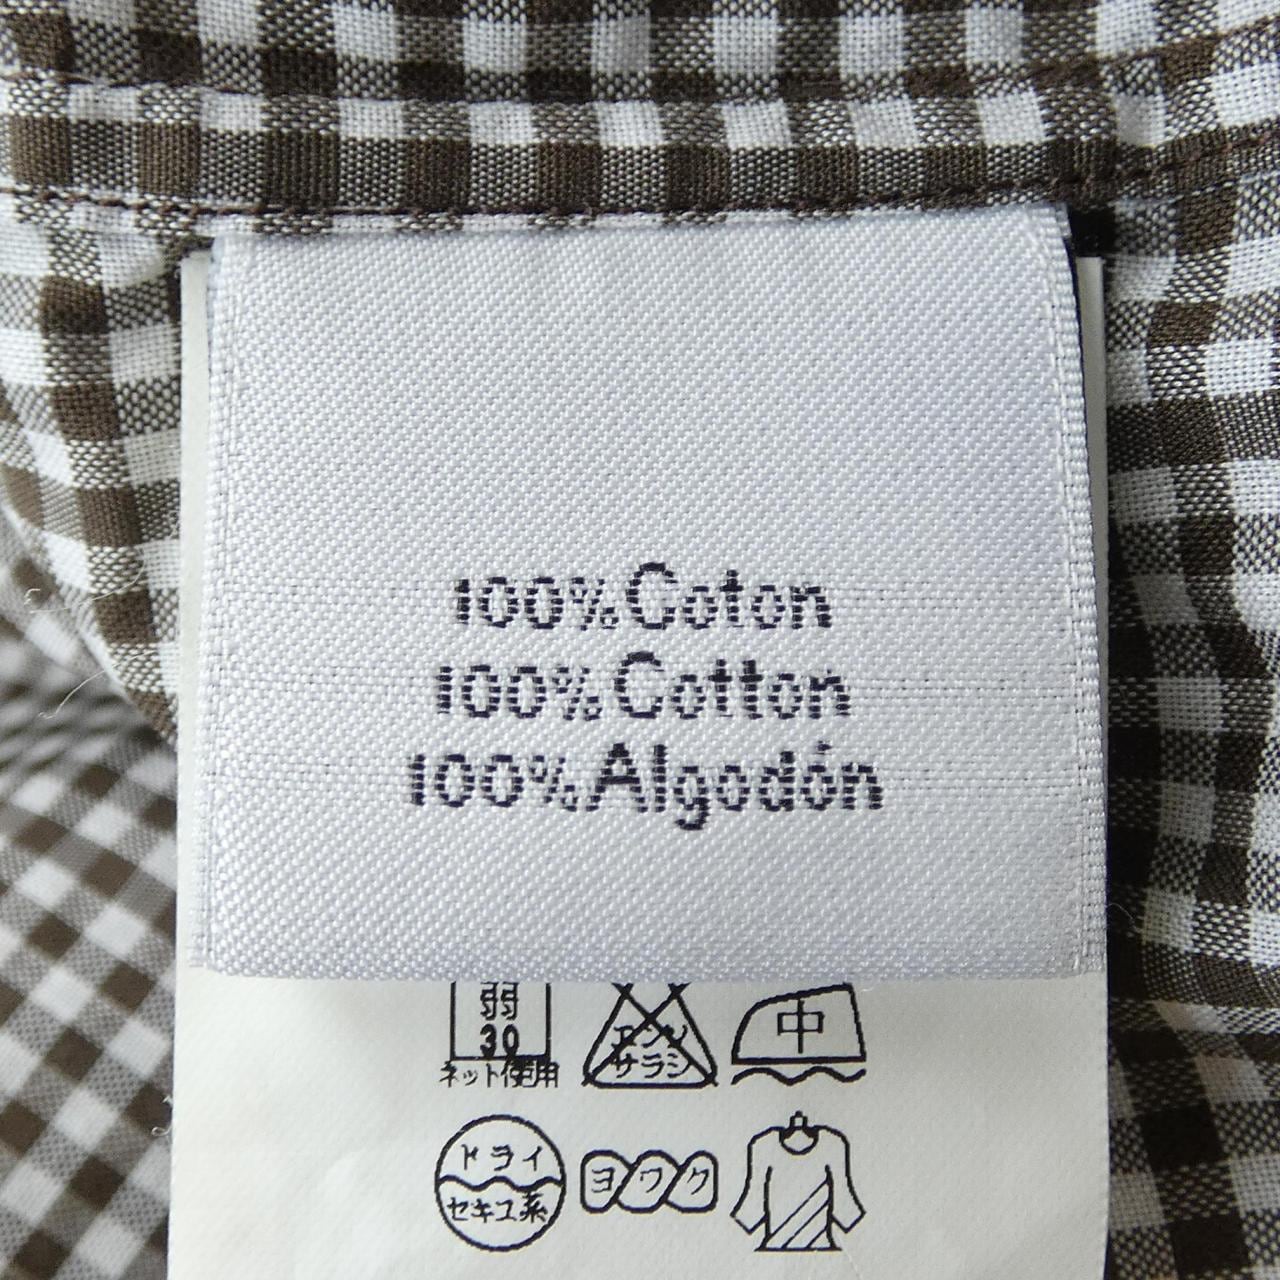 100%Coton
100%Cotton
100%Algodón
弱
30
ネット使用
エンソ
サラシ
中
ドライ
セキユ系
ヨワク